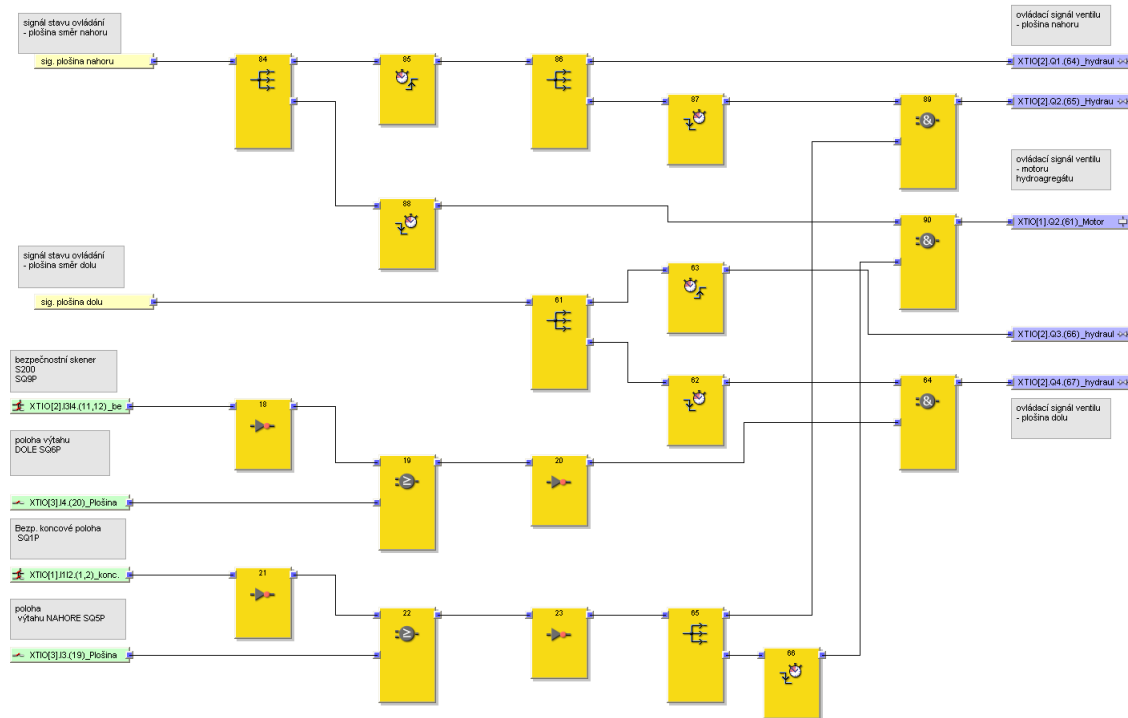 signál stavu ovládání
- plošina směr nahoru
ovládací signál ventilu
- plošina nahoru
sig. plošina nahoru
84
85
86
XTIO[2].Q1.(64)_hydraul
87
89
XTIO[2].Q2.(65)_Hydrau
&
ovládací signál ventilu
- motoru
hydroagregátu
88
90
XTIO[1].Q2.(61)_Motor
&
signál stavu ovládání
- plošina směr dolu
63
sig. plošina dolu
61
XTIO[2].Q3.(66)_hydraul
bezpečnostní skener
S200
SQ9P
62
64
XTIO[2].Q4.(67)_hydraul
&
XTIO[2].I3I4.(11,12)_be
18
ovládací signál ventilu
- plošina dolu
poloha výtahu
DOLE SQ6P
19
20
≥
XTIO[3].I4.(20)_Plošina
Bezp. koncové poloha
SQ1P
XTIO[1].I1I2.(1,2)_konc.
21
poloha
výtahu NAHORE SQ5P
22
23
65
≥
XTIO[3].I3.(19)_Plošina
66